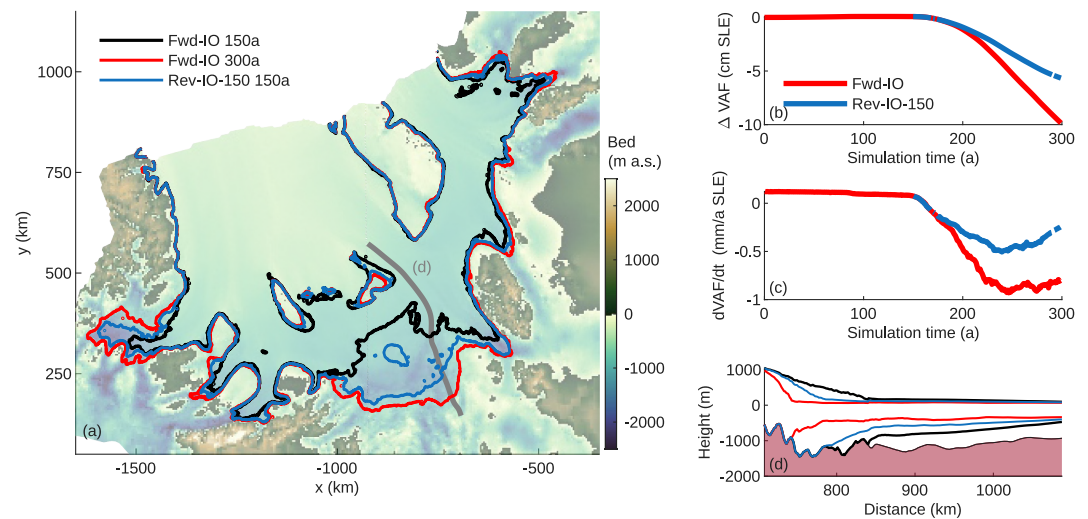 Fwd-IO 150a
Fwd-IO 300a
Rev-IO-150 150a
1000
750
500
250
y (km)
(d)
(a)
-1500
-1000
-500
x (km)
Bed
(m a.s.)
2000
1000
0
-1000
-2000
0
-5
-10
Δ VAF (cm SLE)
Fwd-IO
Rev-IO-150
(b)
0
100
200
300
Simulation time (a)
0
-0.5
-1
dVAF/dt (mm/a SLE)
(c)
0
100
200
300
Simulation time (a)
1000
0
-1000
-2000
Height (m)
(d)
800
900
1000
Distance (km)